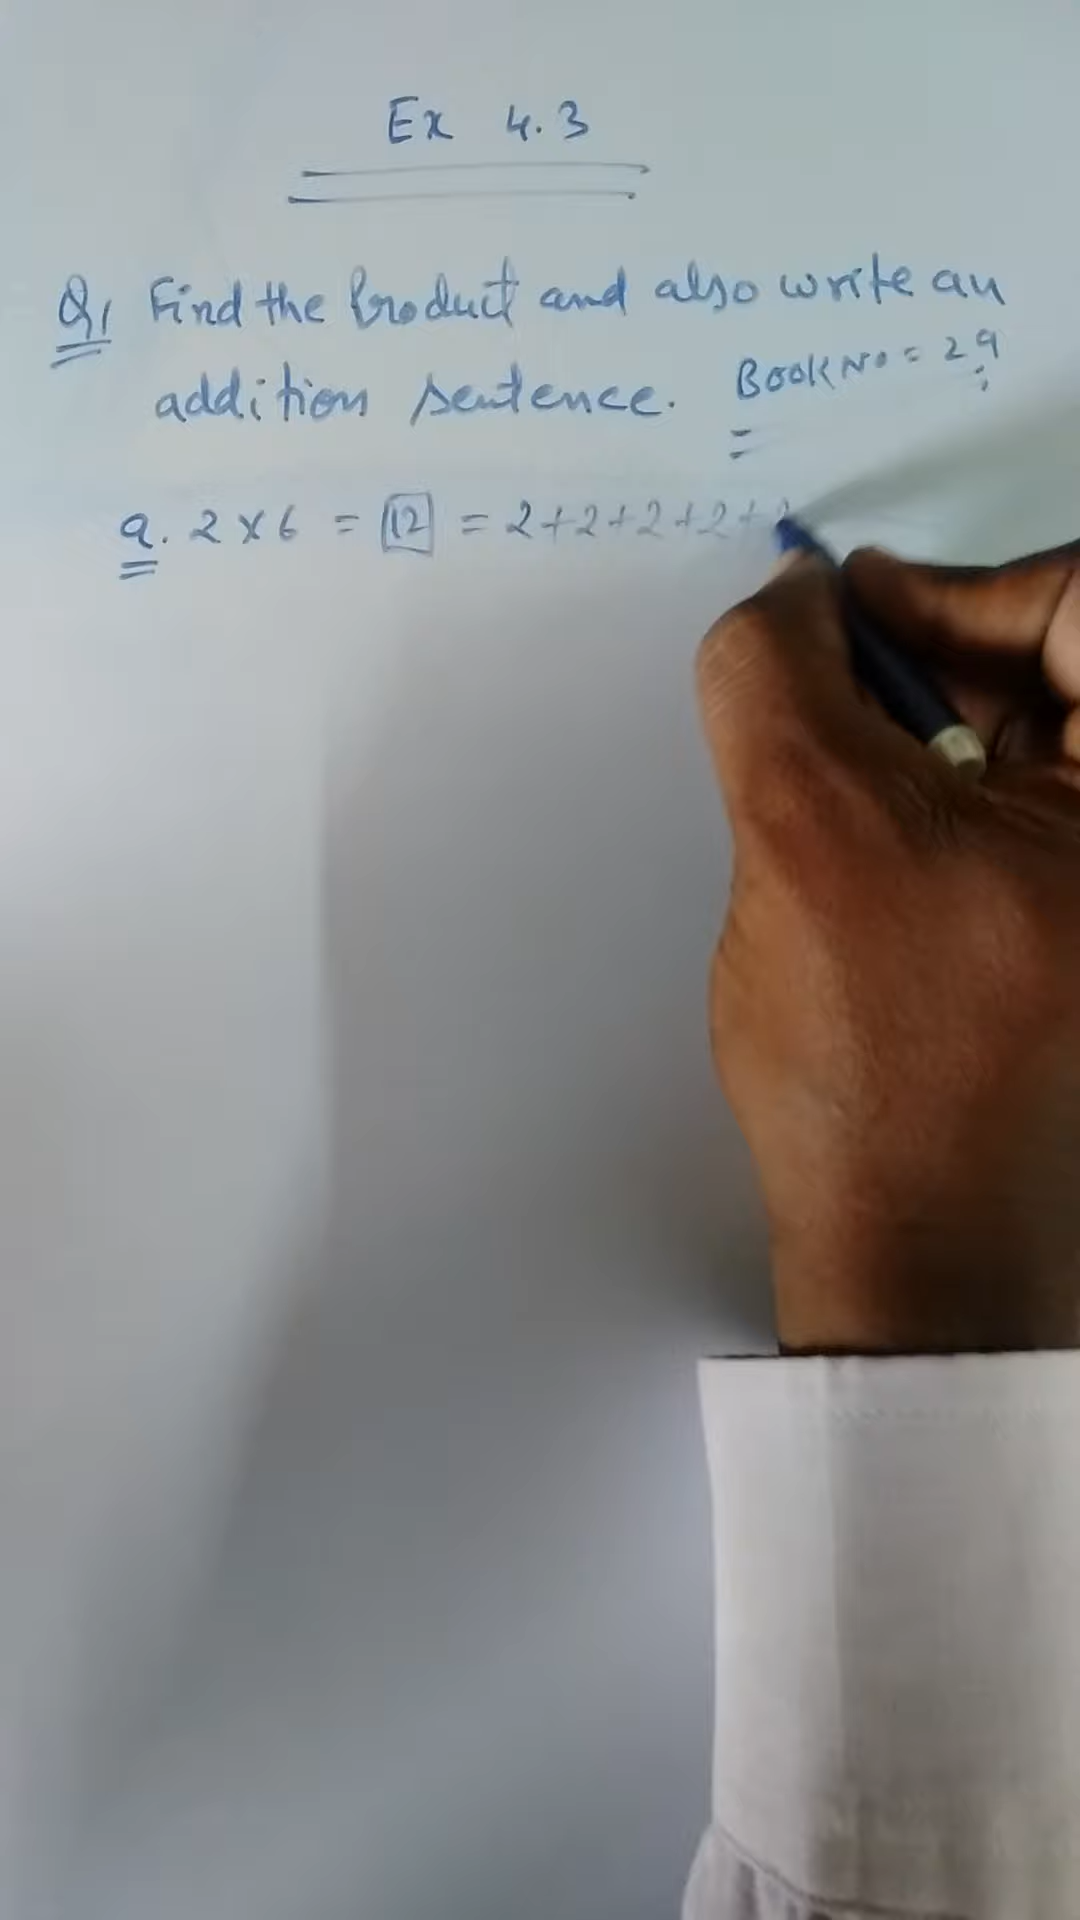 Ex 4.3
Q1 Find the Product and also write an
addition sentence. Book No = 29
a. 2 × 6 = 12 = 2+2+2+2+2